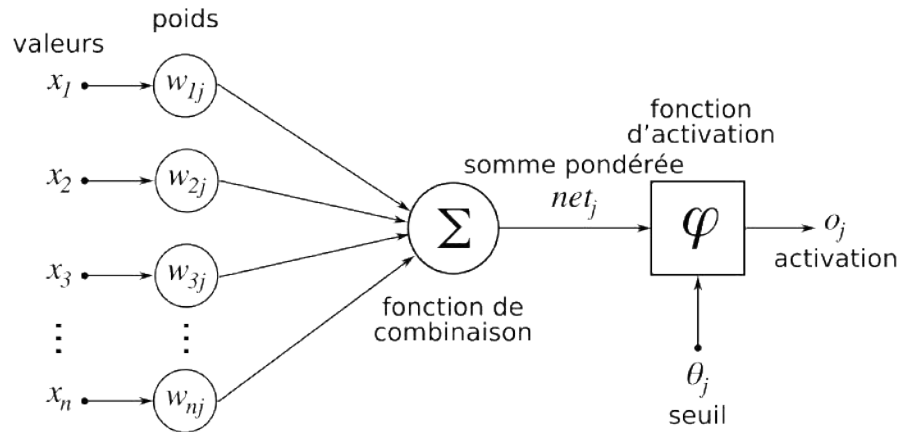 valeurs
poids
x1
w1j
x2
w2j
x3
w3j
⋮
⋮
xn
wnj
Σ
fonction de
combinaison
somme pondérée
netj
fonction
d'activation
φ
oj
activation
θj
seuil